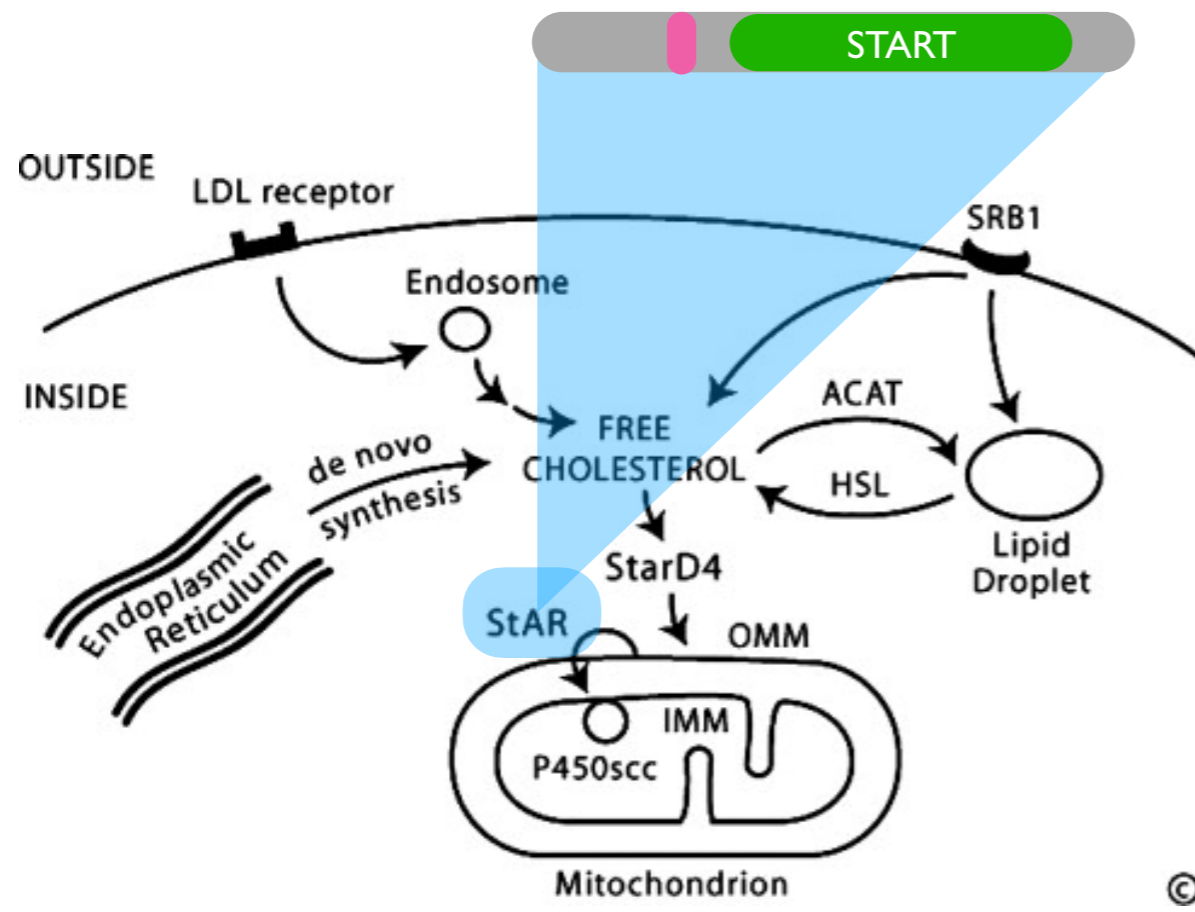 START
OUTSIDE
LDL receptor
SRB1
Endosome
INSIDE
ACAT
FREE
CHOLESTEROL
de novo
synthesis
HSL
Lipid
Droplet
Endoplasmic
Reticulum
StarD4
StAR
OMM
IMM
P450scc
Mitochondrion
©